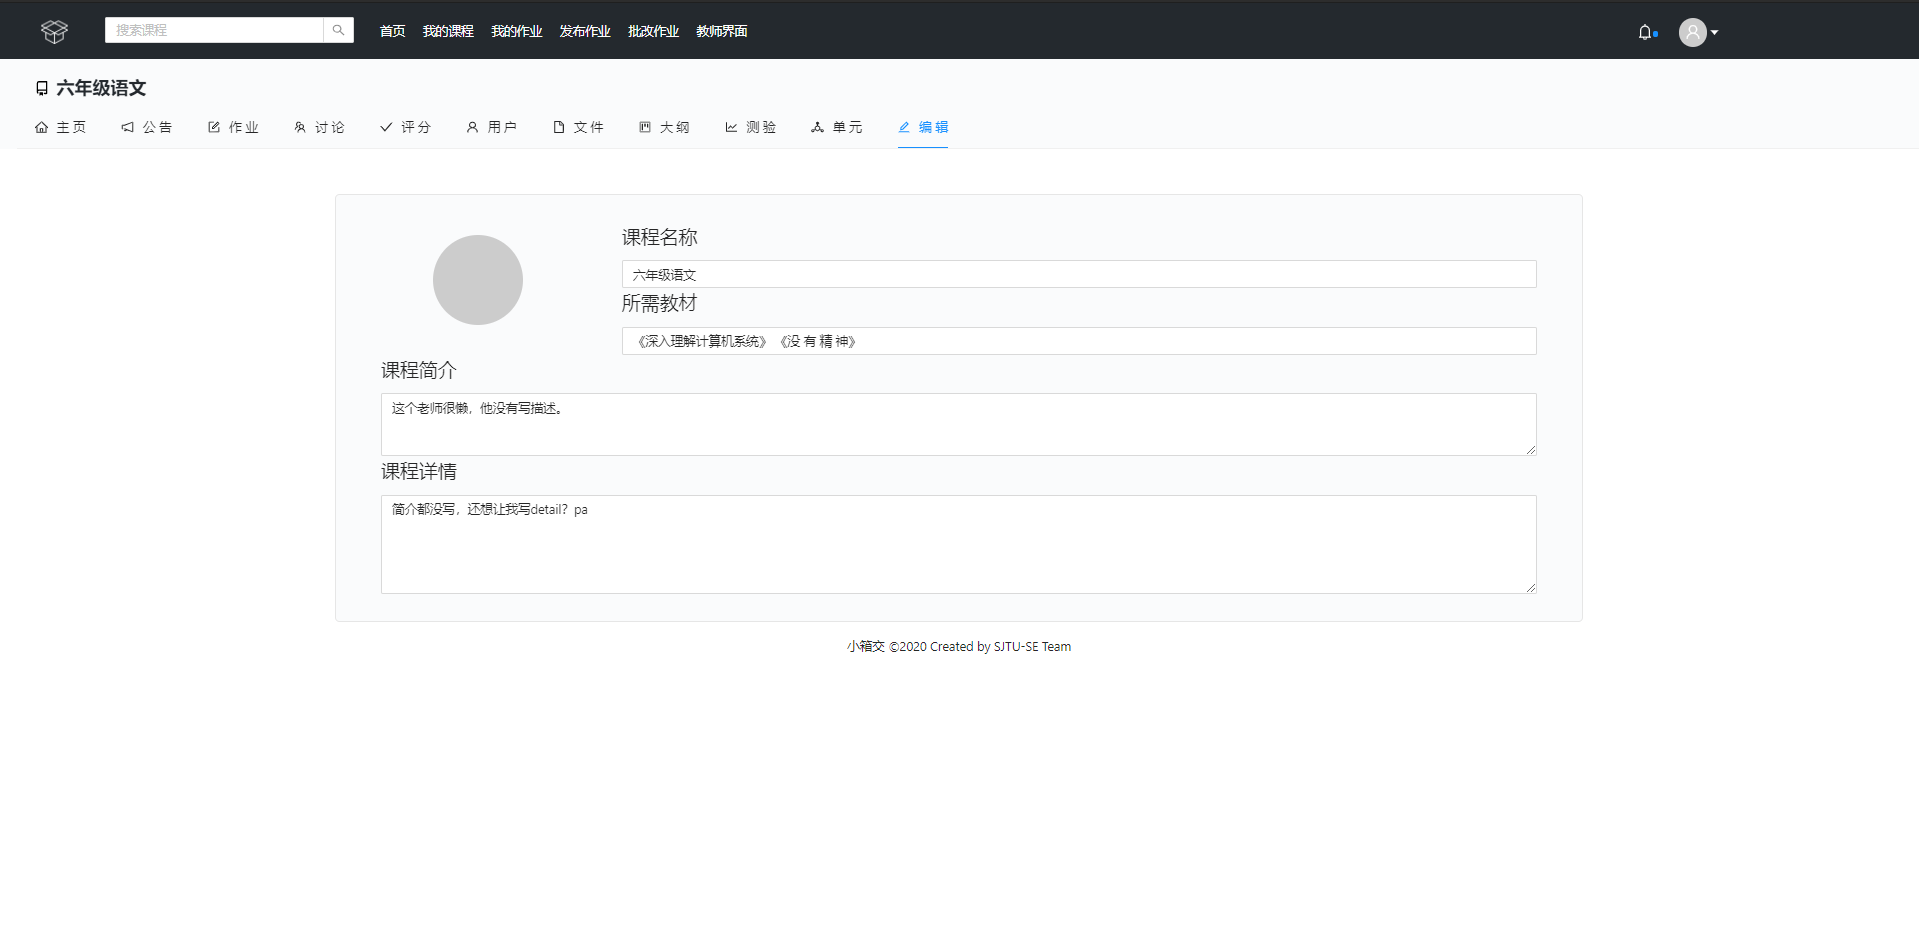 搜索课程 首页 我的课程 我的作业 发布作业 批改作业 教师界面
六年级语文
主页 公告 作业 讨论 评分 用户 文件 大纲 测验 单元 编辑
课程名称
六年级语文
所需教材
《深入理解计算机系统》 《没 有 精 神》
课程简介
这个老师很懒，他没有写描述。
课程详情
简介都没写，还想让我写detail？pa
小箱交 ©2020 Created by SJTU-SE Team